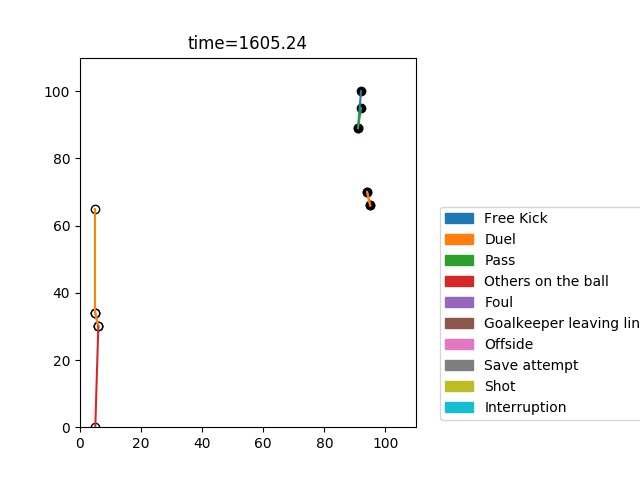 time=1605.24
100
80
60
40
20
0
0 20 40 60 80 100
Free Kick
Duel
Pass
Others on the ball
Foul
Goalkeeper leaving lin
Offside
Save attempt
Shot
Interruption